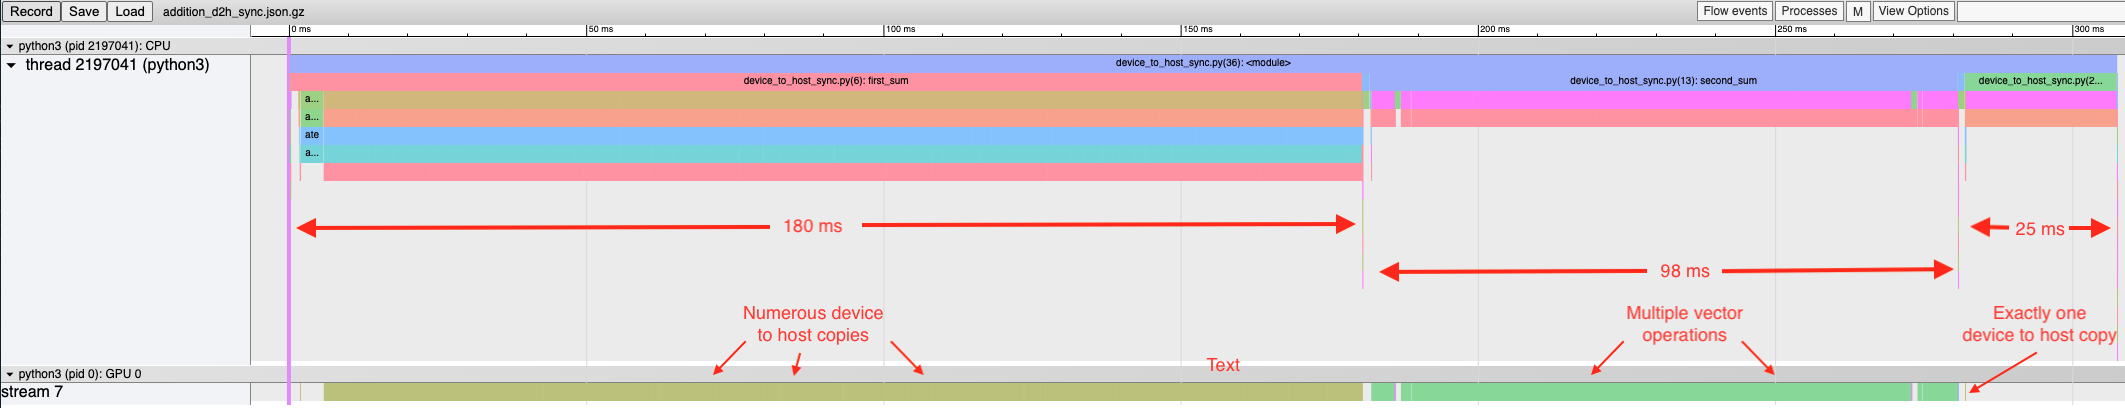 Record Save Load addition_d2h_sync.json.gz Flow events Processes M View Options
0 ms 50 ms 100 ms 150 ms 200 ms 250 ms 300 ms
python3 (pid 2197041): CPU
thread 2197041 (python3)
device_to_host_sync.py(36): <module>
device_to_host_sync.py(6): first_sum device_to_host_sync.py(13): second_sum device_to_host_sync.py(2...
a...
a...
ate
a...
180 ms
25 ms
98 ms
Numerous device
to host copies
Multiple vector
operations
Exactly one
device to host copy
Text
python3 (pid 0): GPU 0
stream 7